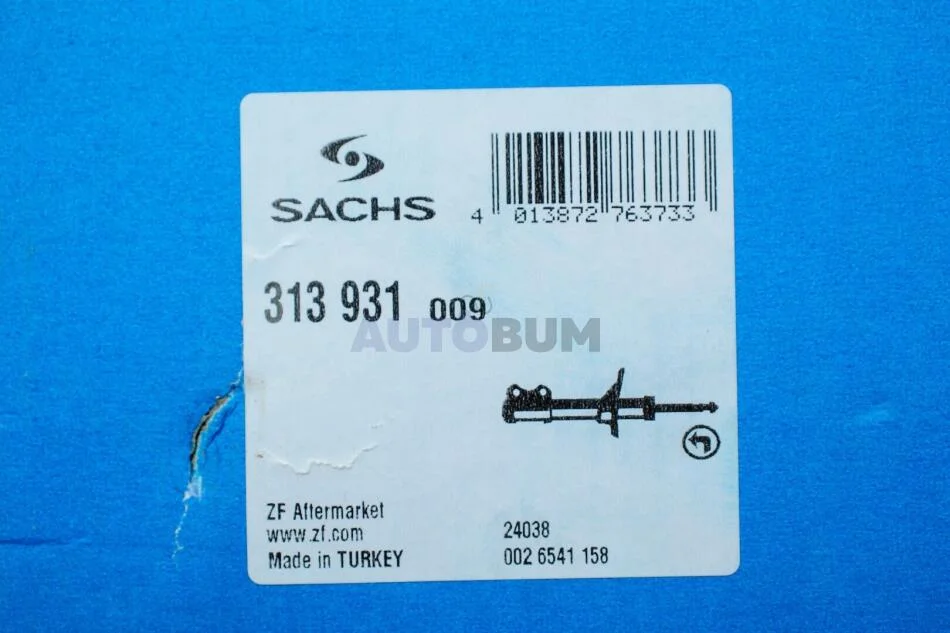 SACHS
4 013872 763733
313 931 009
AUTOBUM
ZF Aftermarket
www.zf.com
Made in TURKEY
24038
002 6541 158